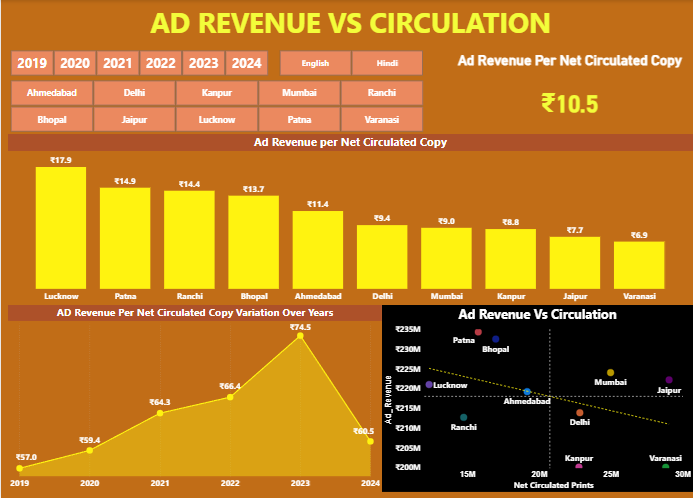 AD REVENUE VS CIRCULATION
2019 2020 2021 2022 2023 2024 English Hindi
Ad Revenue Per Net Circulated Copy
₹10.5
Ahmedabad Delhi Kanpur Mumbai Ranchi
Bhopal Jaipur Lucknow Patna Varanasi
Ad Revenue per Net Circulated Copy
₹17.9 ₹14.9 ₹14.4 ₹13.7 ₹11.4 ₹9.4 ₹9.0 ₹8.8 ₹7.7 ₹6.9
Lucknow Patna Ranchi Bhopal Ahmedabad Delhi Mumbai Kanpur Jaipur Varanasi
AD Revenue Per Net Circulated Copy Variation Over Years
₹57.0 ₹59.4 ₹64.3 ₹66.4 ₹74.5 ₹60.5
2019 2020 2021 2022 2023 2024
Ad Revenue Vs Circulation
Ad _Revenue
₹235M
₹230M
₹225M
₹220M
₹215M
₹210M
₹205M
₹200M
Patna
Bhopal
Lucknow
Mumbai
Jaipur
Ahmedabad
Ranchi
Delhi
Kanpur
Varanasi
15M 20M 25M 30M
Net Circulated Prints